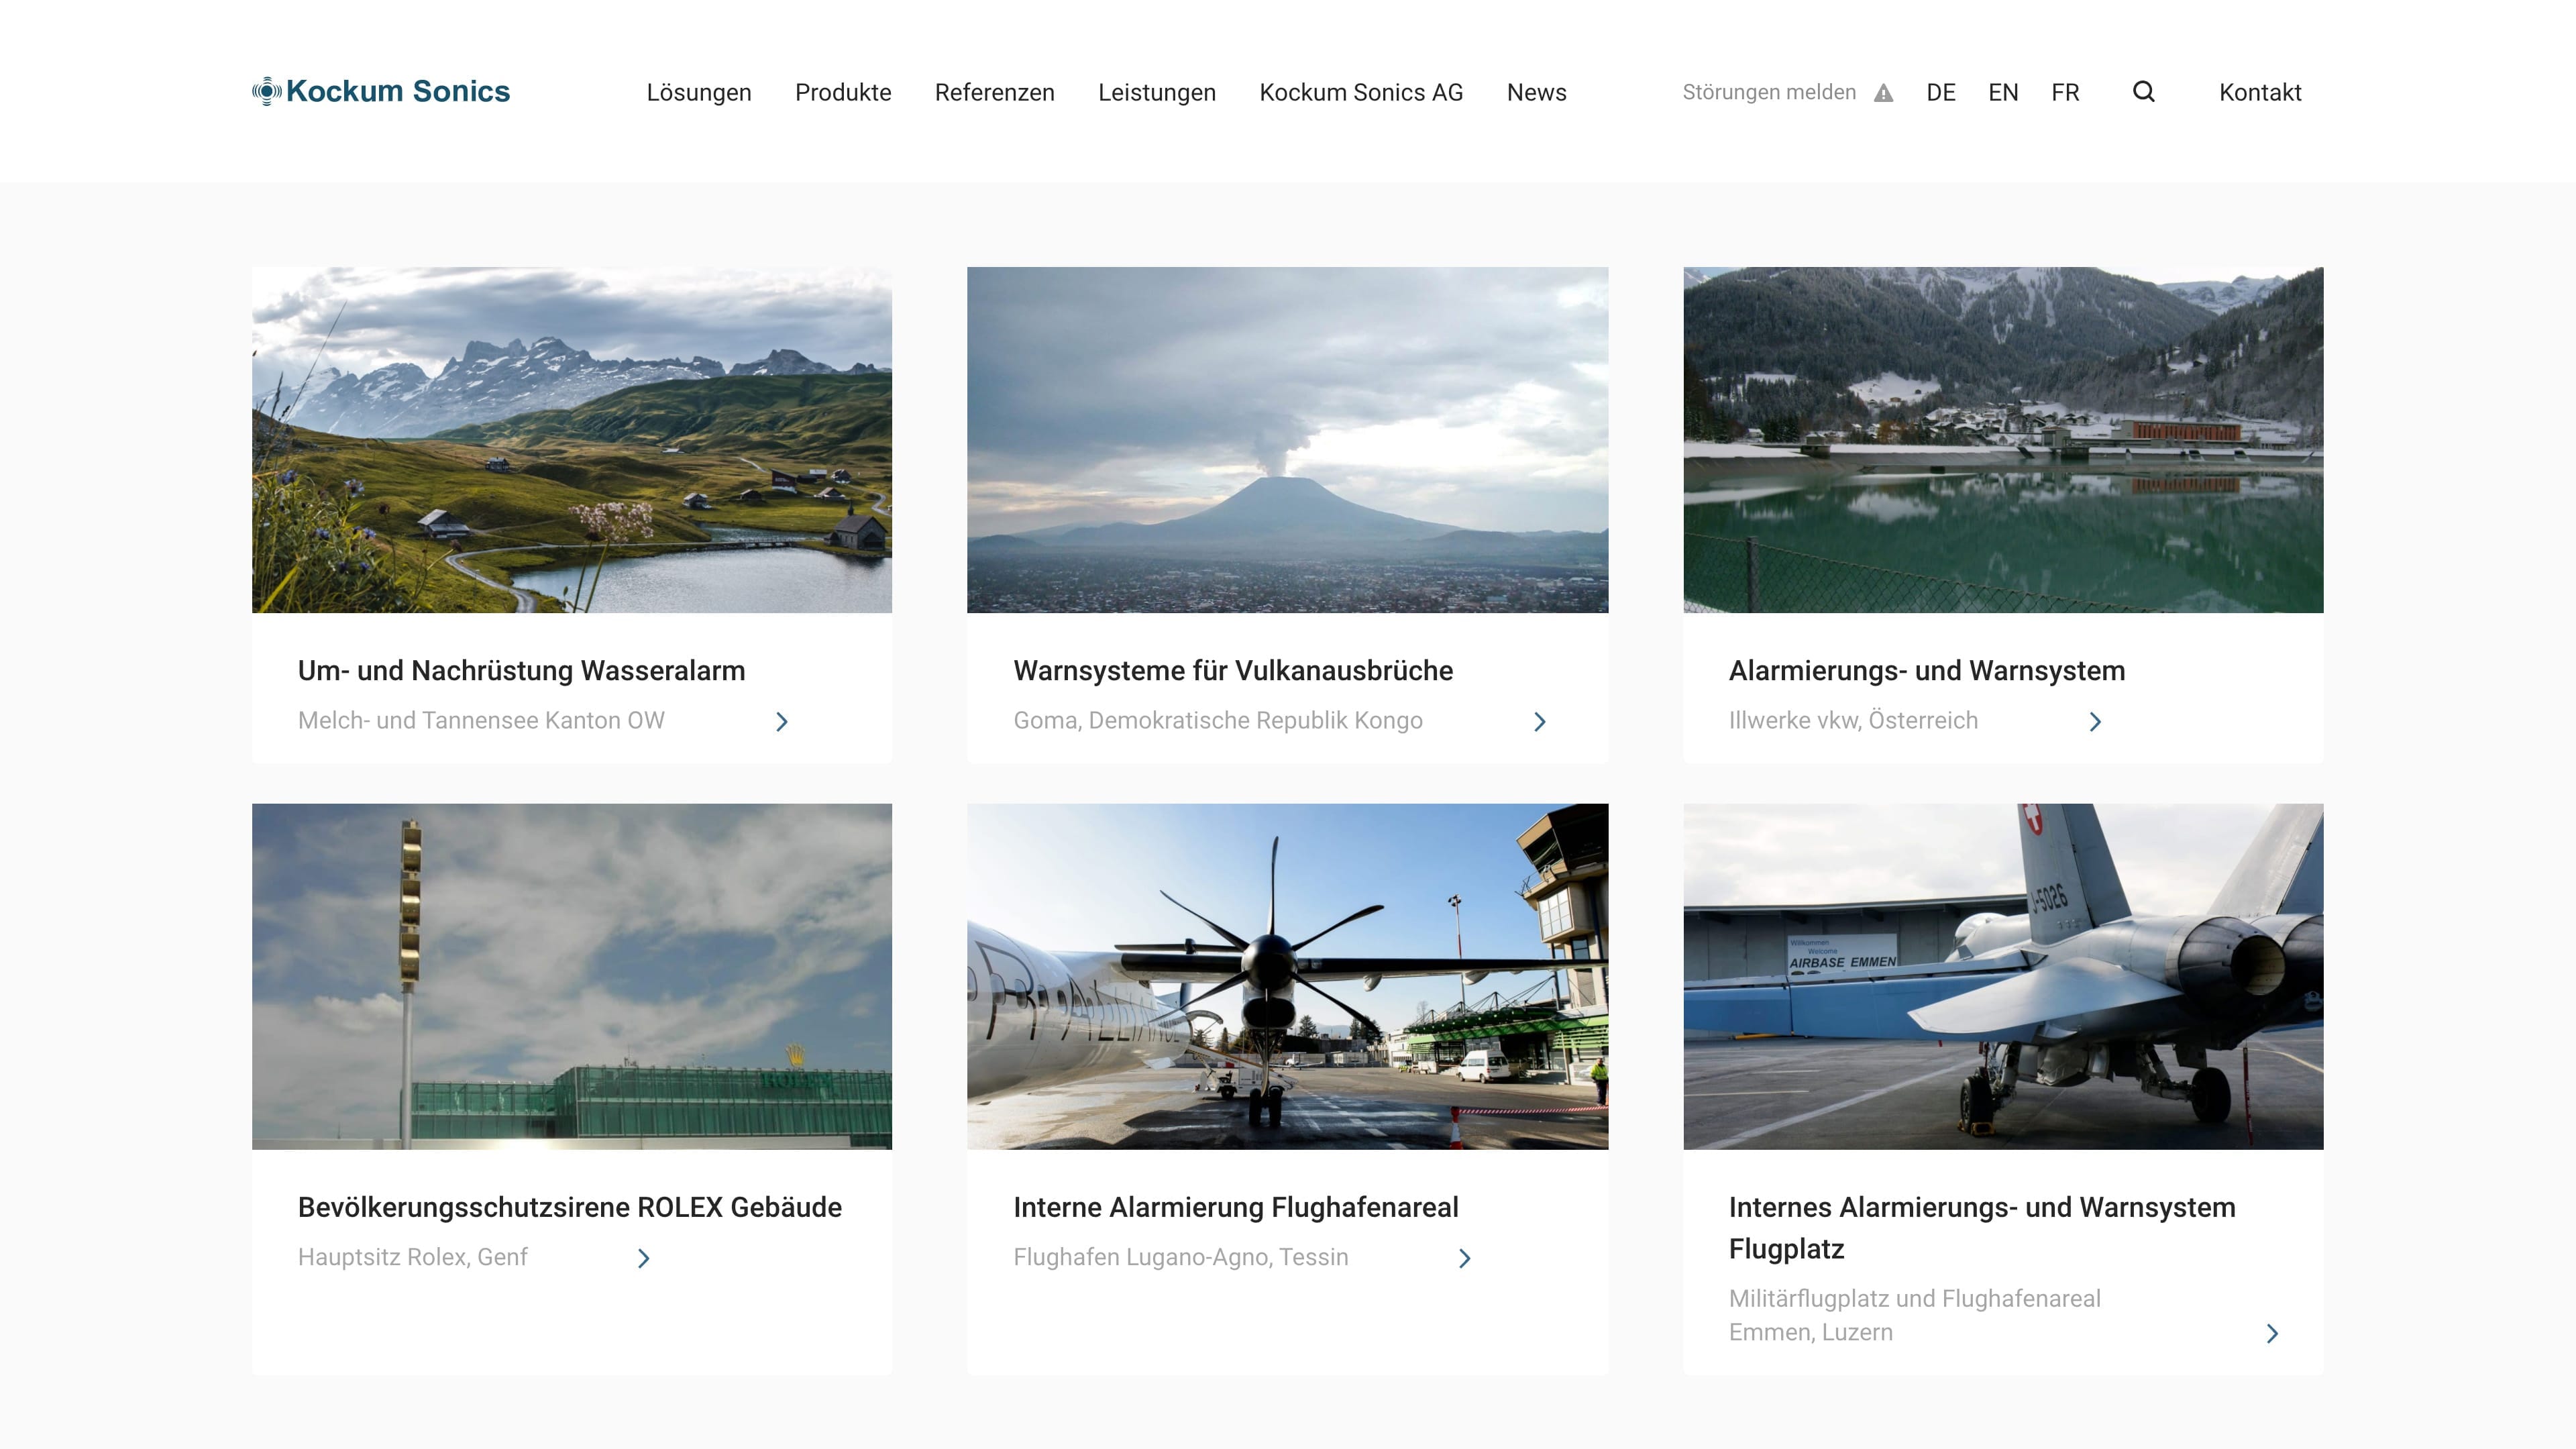 Kockum Sonics
Lösungen Produkte Referenzen Leistungen Kockum Sonics AG News Störungen melden DE EN FR Kontakt
Um- und Nachrüstung Wasseralarm
Melch- und Tannensee Kanton OW
Warnsysteme für Vulkanausbrüche
Goma, Demokratische Republik Kongo
Alarmierungs- und Warnsystem
Illwerke vkw, Österreich
ROLEX
J-5026
Willkommen
Welcome
AIRBASE EMMEN
Bevölkerungsschutzsirene ROLEX Gebäude
Hauptsitz Rolex, Genf
Interne Alarmierung Flughafenareal
Flughafen Lugano-Agno, Tessin
Internes Alarmierungs- und Warnsystem
Flugplatz
Militärflugplatz und Flughafenareal
Emmen, Luzern